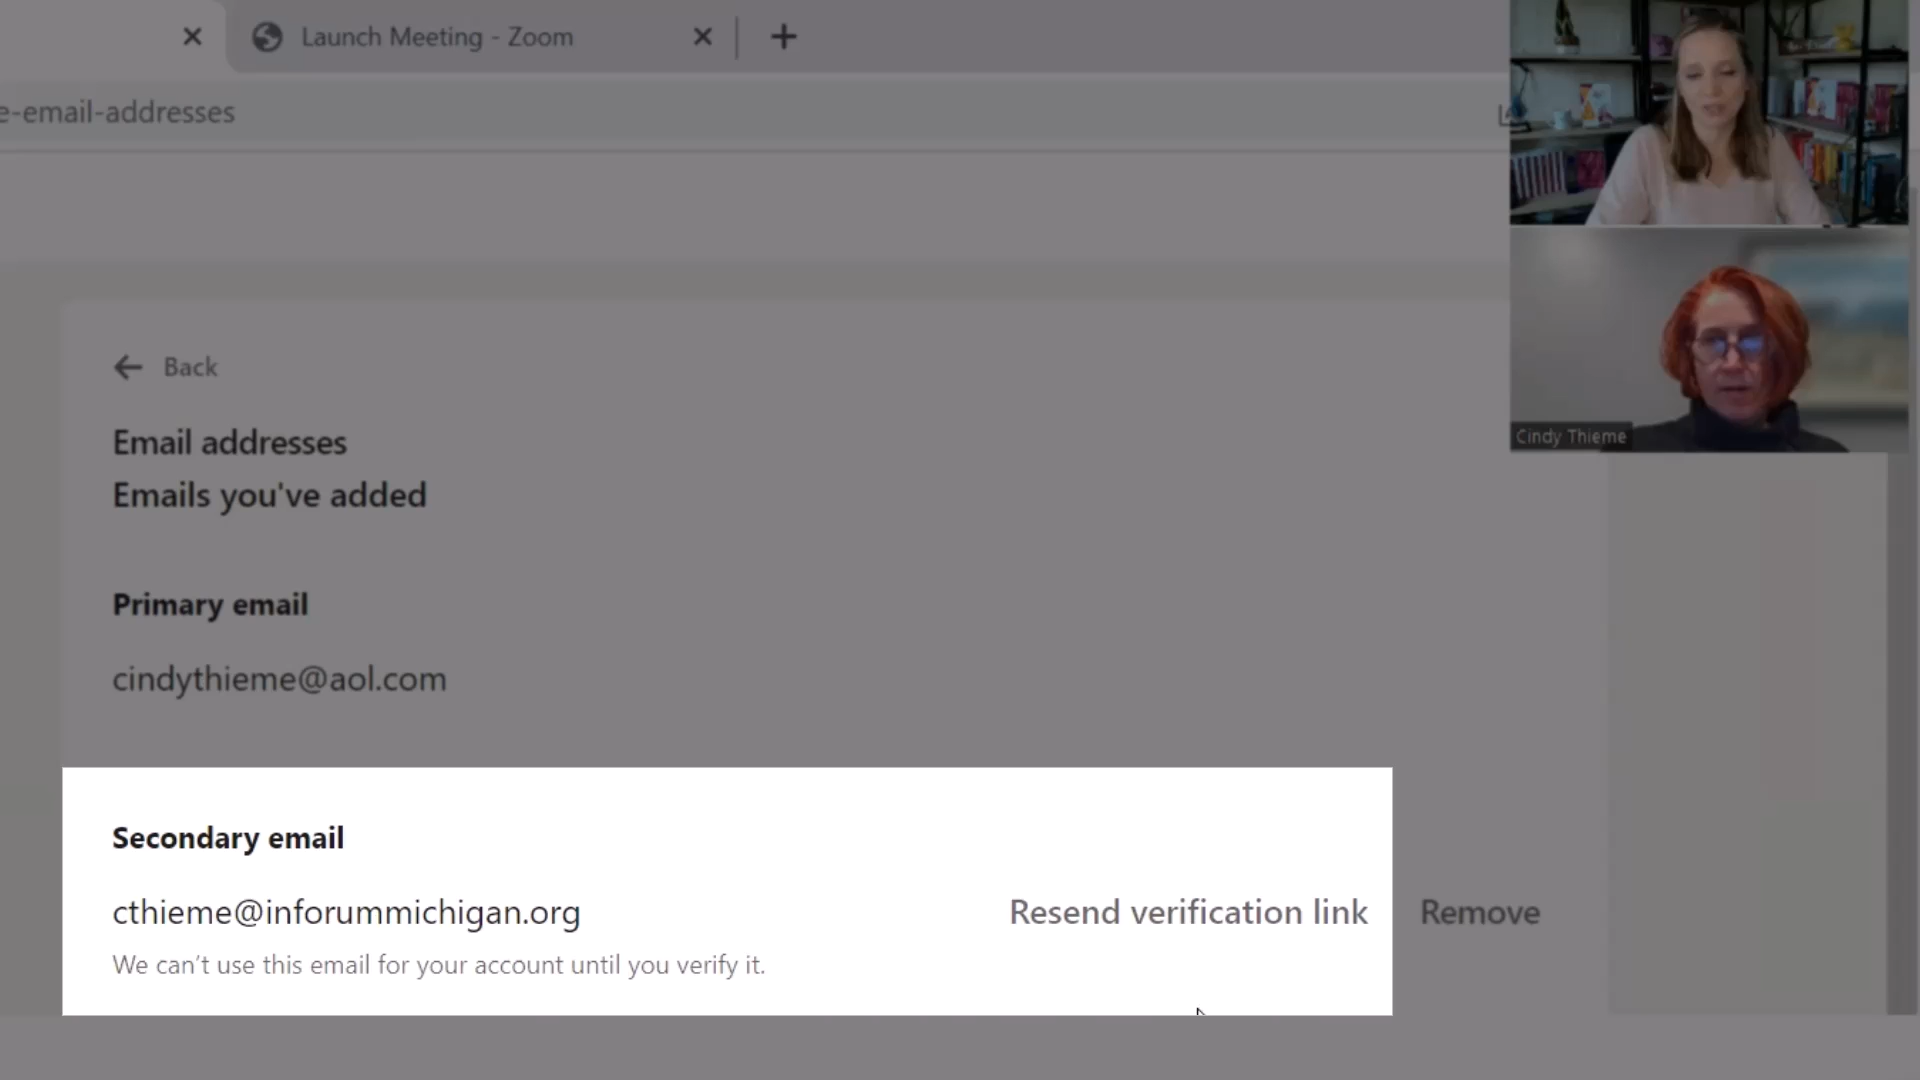 Launch Meeting - Zoom
e-email-addresses
Back
Email addresses
Emails you've added
Cindy Thieme
Primary email
cindythieme@aol.com
Secondary email
cthieme@inforummichigan.org
Resend verification link
Remove
We can’t use this email for your account until you verify it.